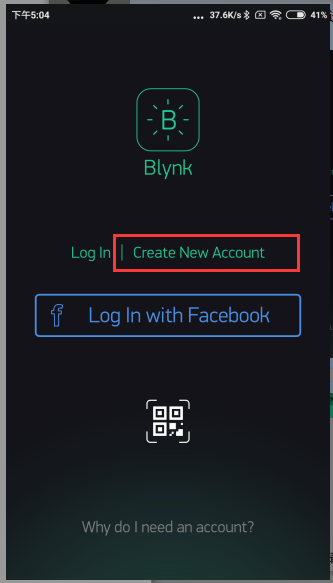 下午5:04 ... 37.6K/s 41%
B
Blynk
Log In | Create New Account
f Log In with Facebook
Why do I need an account?